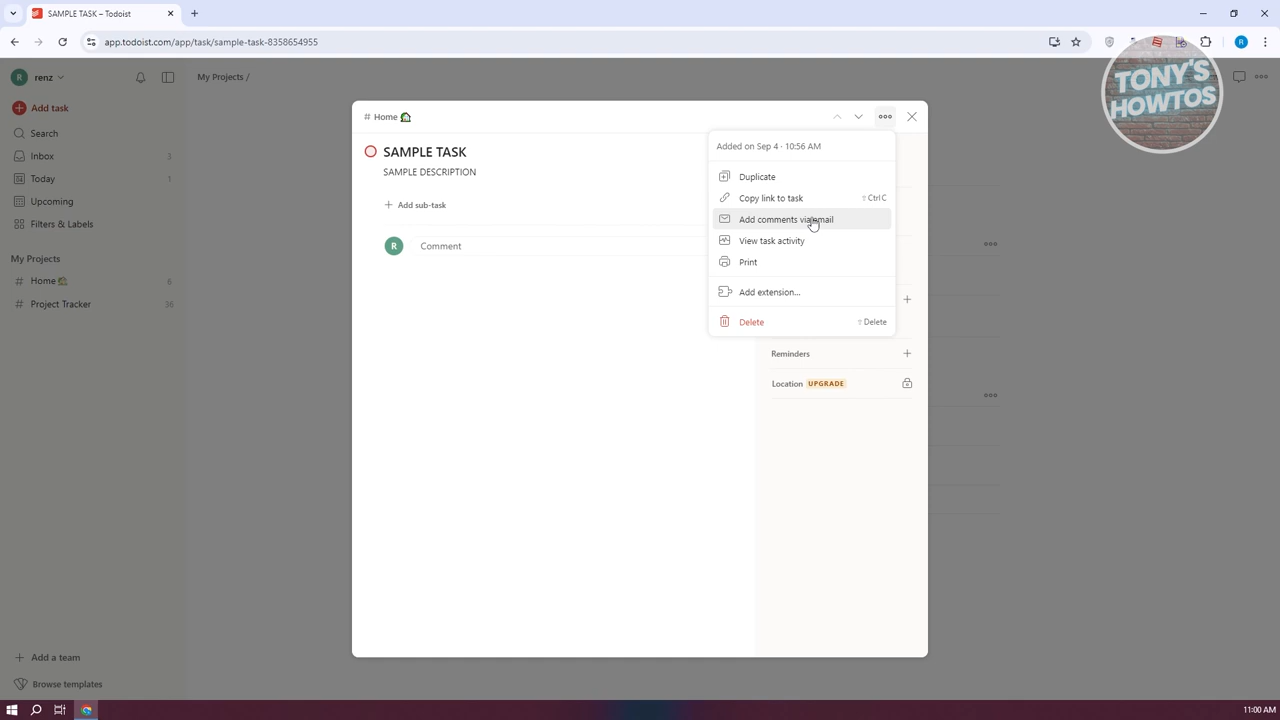 SAMPLE TASK – Todoist
app.todoist.com/app/task/sample-task-8358654955
R
TONY'S
HOWTOS
R renz
My Projects /
Add task
Search
Inbox 3
Today 1
Upcoming
Filters & Labels
My Projects
# Home 6
# Project Tracker 36
Add a team
Browse templates
# Home
SAMPLE TASK
SAMPLE DESCRIPTION
Add sub-task
R Comment
Added on Sep 4 · 10:56 AM
Duplicate
Copy link to task ⇧ Ctrl C
Add comments via email
View task activity
Print
Add extension...
Delete ⇧ Delete
Reminders
Location UPGRADE
11:00 AM